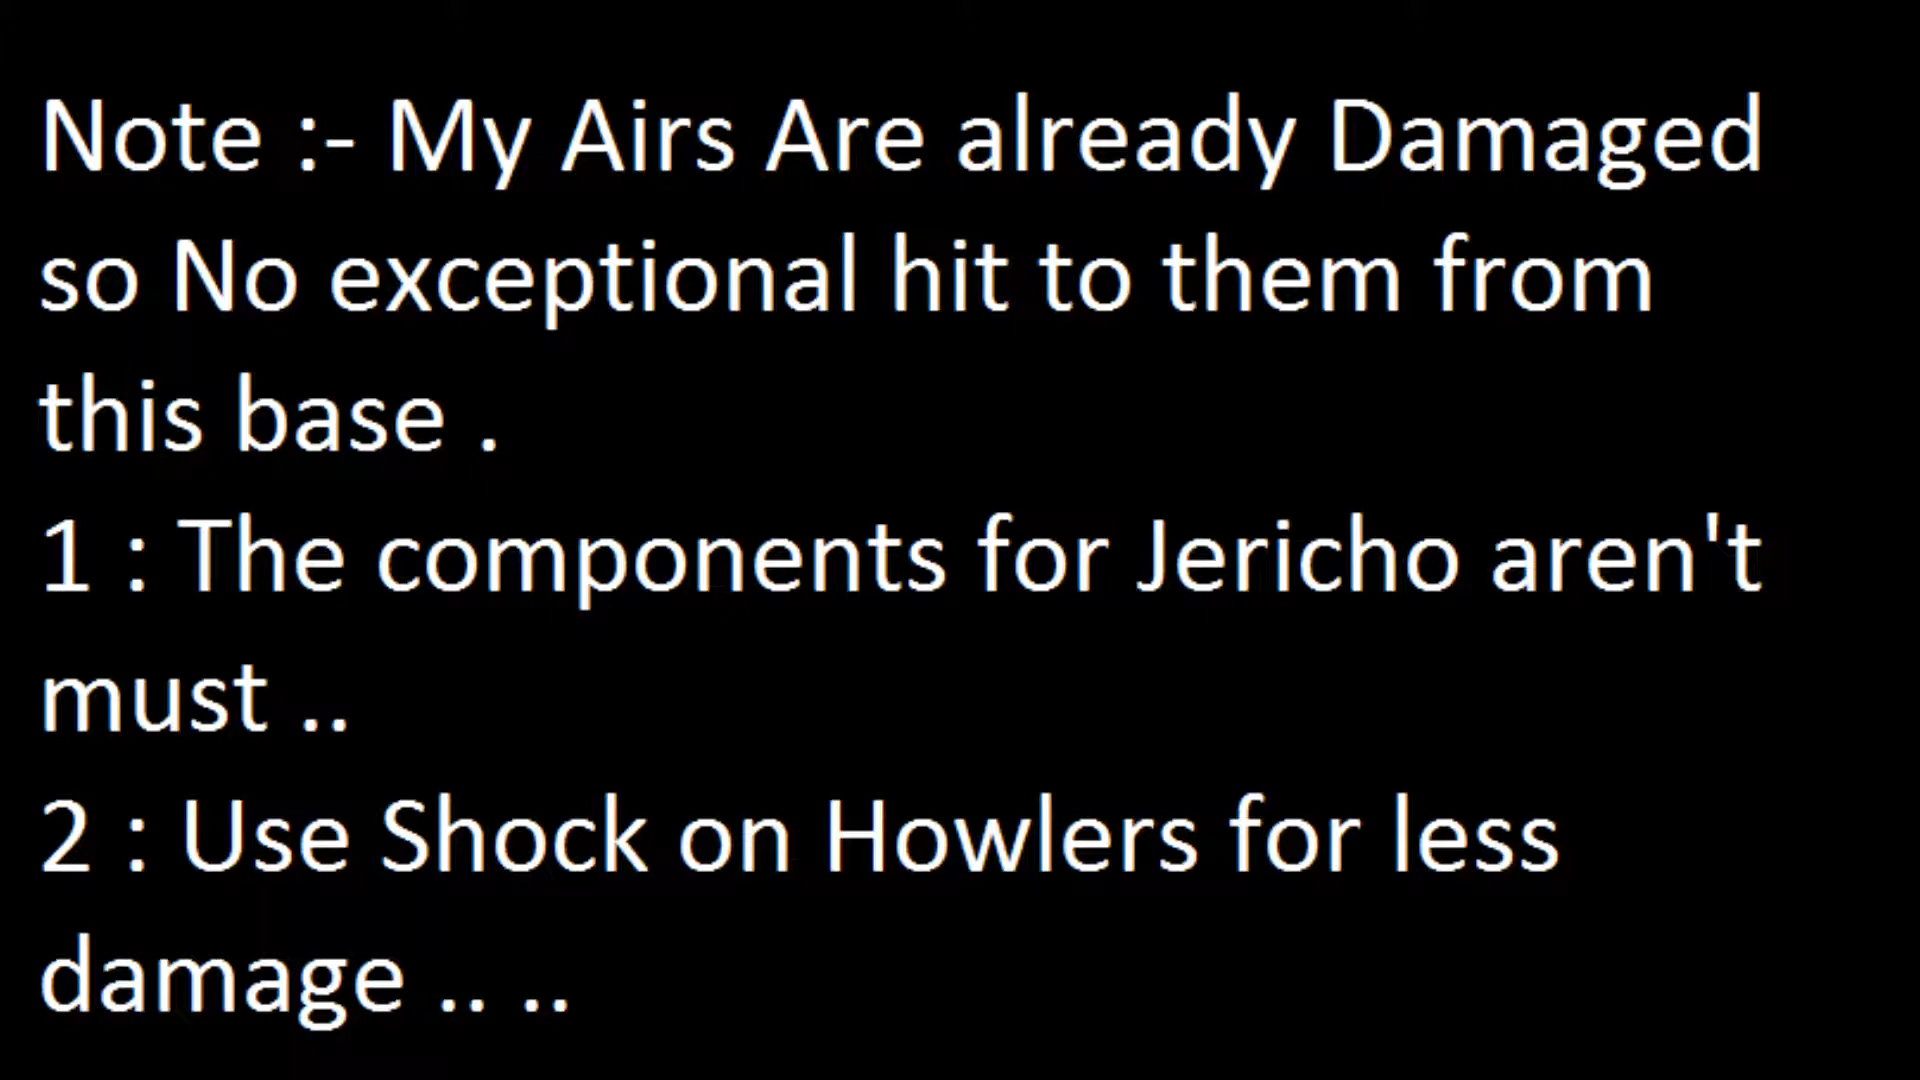 Note :- My Airs Are already Damaged
so No exceptional hit to them from
this base .
1 : The components for Jericho aren't
must ..
2 : Use Shock on Howlers for less
damage .. ..